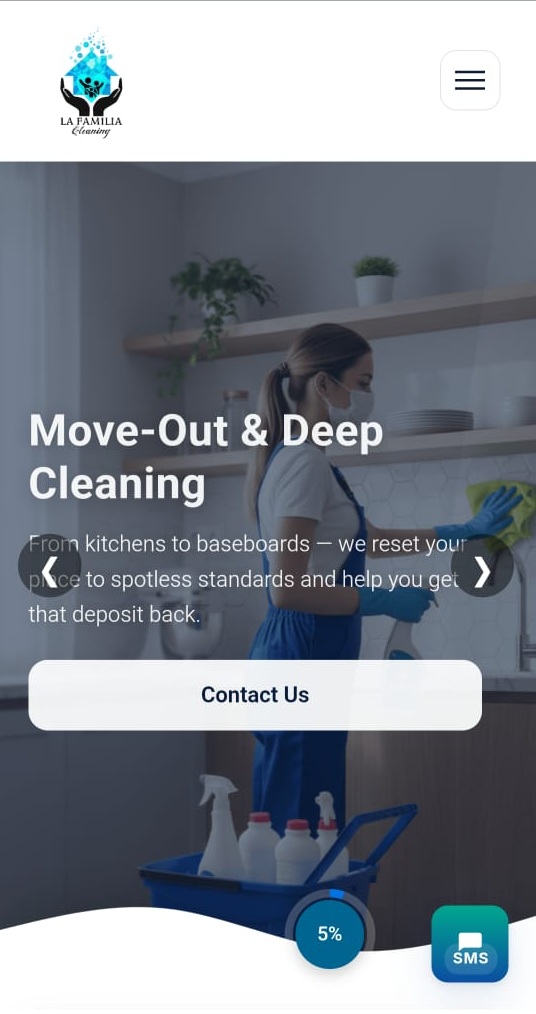 LA FAMILIA
Cleaning
Move-Out & Deep
Cleaning
From kitchens to baseboards — we reset your
place to spotless standards and help you get
that deposit back.
Contact Us
5%
SMS